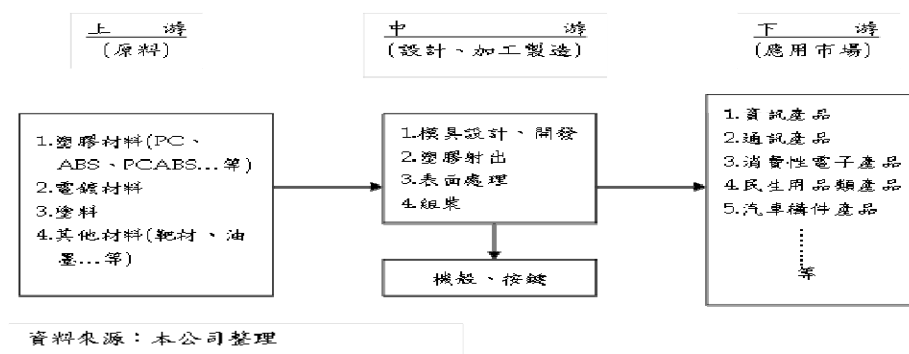 上 游
(原料)
中 游
(設計、加工製造)
下 游
(應用市場)
1.塑膠材料(PC、
ABS、PCABS…等)
2.電鍍材料
3.塗料
4.其他材料(靶材、油
墨…等)
1.模具設計、開發
2.塑膠射出
3.表面處理
4.組裝
機殼、按鍵
1.資訊產品
2.通訊產品
3.消費性電子產品
4.民生用品類產品
5.汽車構件產品
等
資料來源：本公司整理